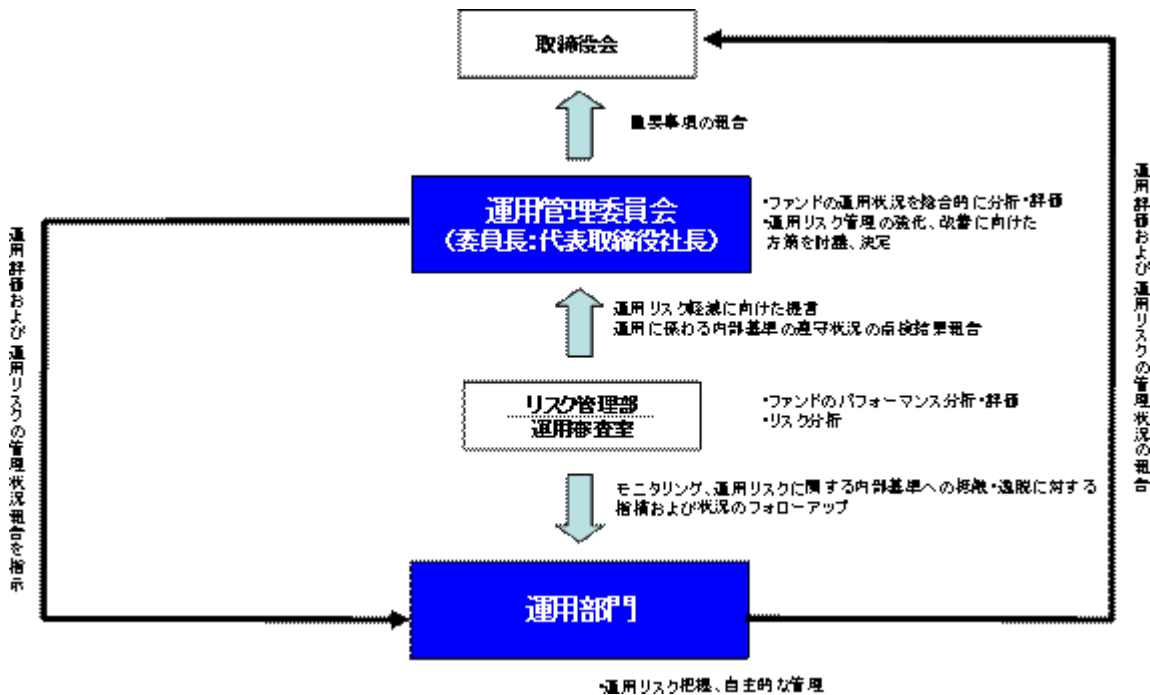 取締役会
重要事項の報告
運用管理委員会
（委員長：代表取締役社長）
・ファンドの運用状況を総合的に分析・評価
・運用リスク管理の強化、改善に向けた
方策を討議、決定
運用リスク軽減に向けた提言
運用に係わる内部基準の遵守状況の点検結果報告
リスク管理部
運用審査室
・ファンドのパフォーマンス分析・評価
・リスク分析
モニタリング、運用リスクに関する内部基準への抵触・逸脱に対する
指摘および状況のフォローアップ
運用部門
・運用リスク把握、自主的な管理
運用評価および運用リスクの管理状況報告を指示
運用評価および運用リスクの管理状況の報告